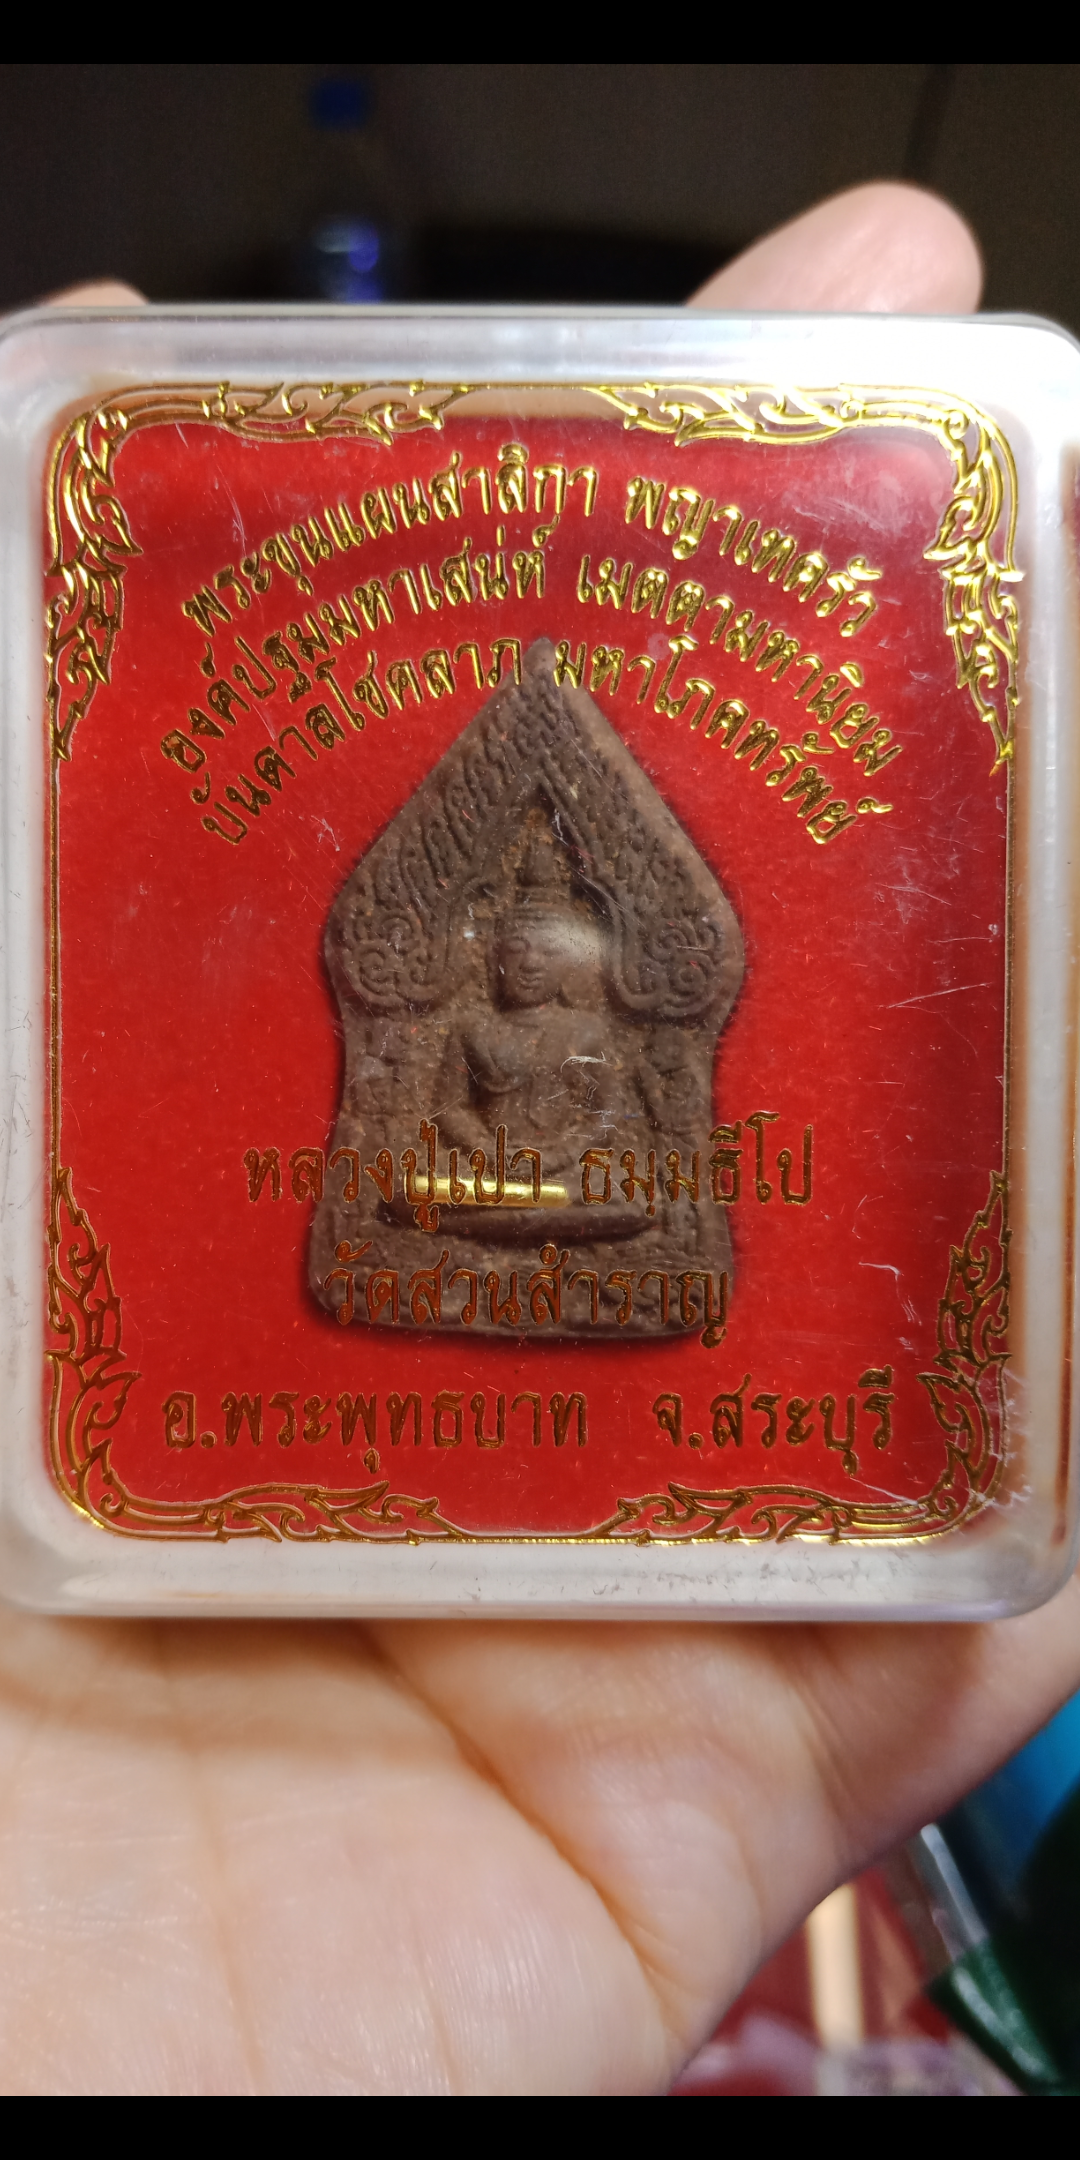 พระขุนแผนสาลิกา พญาเทครัว
องค์ปฐมมหาเสน่ห์ เมตตามหานิยม
บันดาลโชคลาภ มหาโภคทรัพย์
หลวงปู่เปา ธมฺมธีโป
วัดสวนสำราญ
อ.พระพุทธบาท จ.สระบุรี